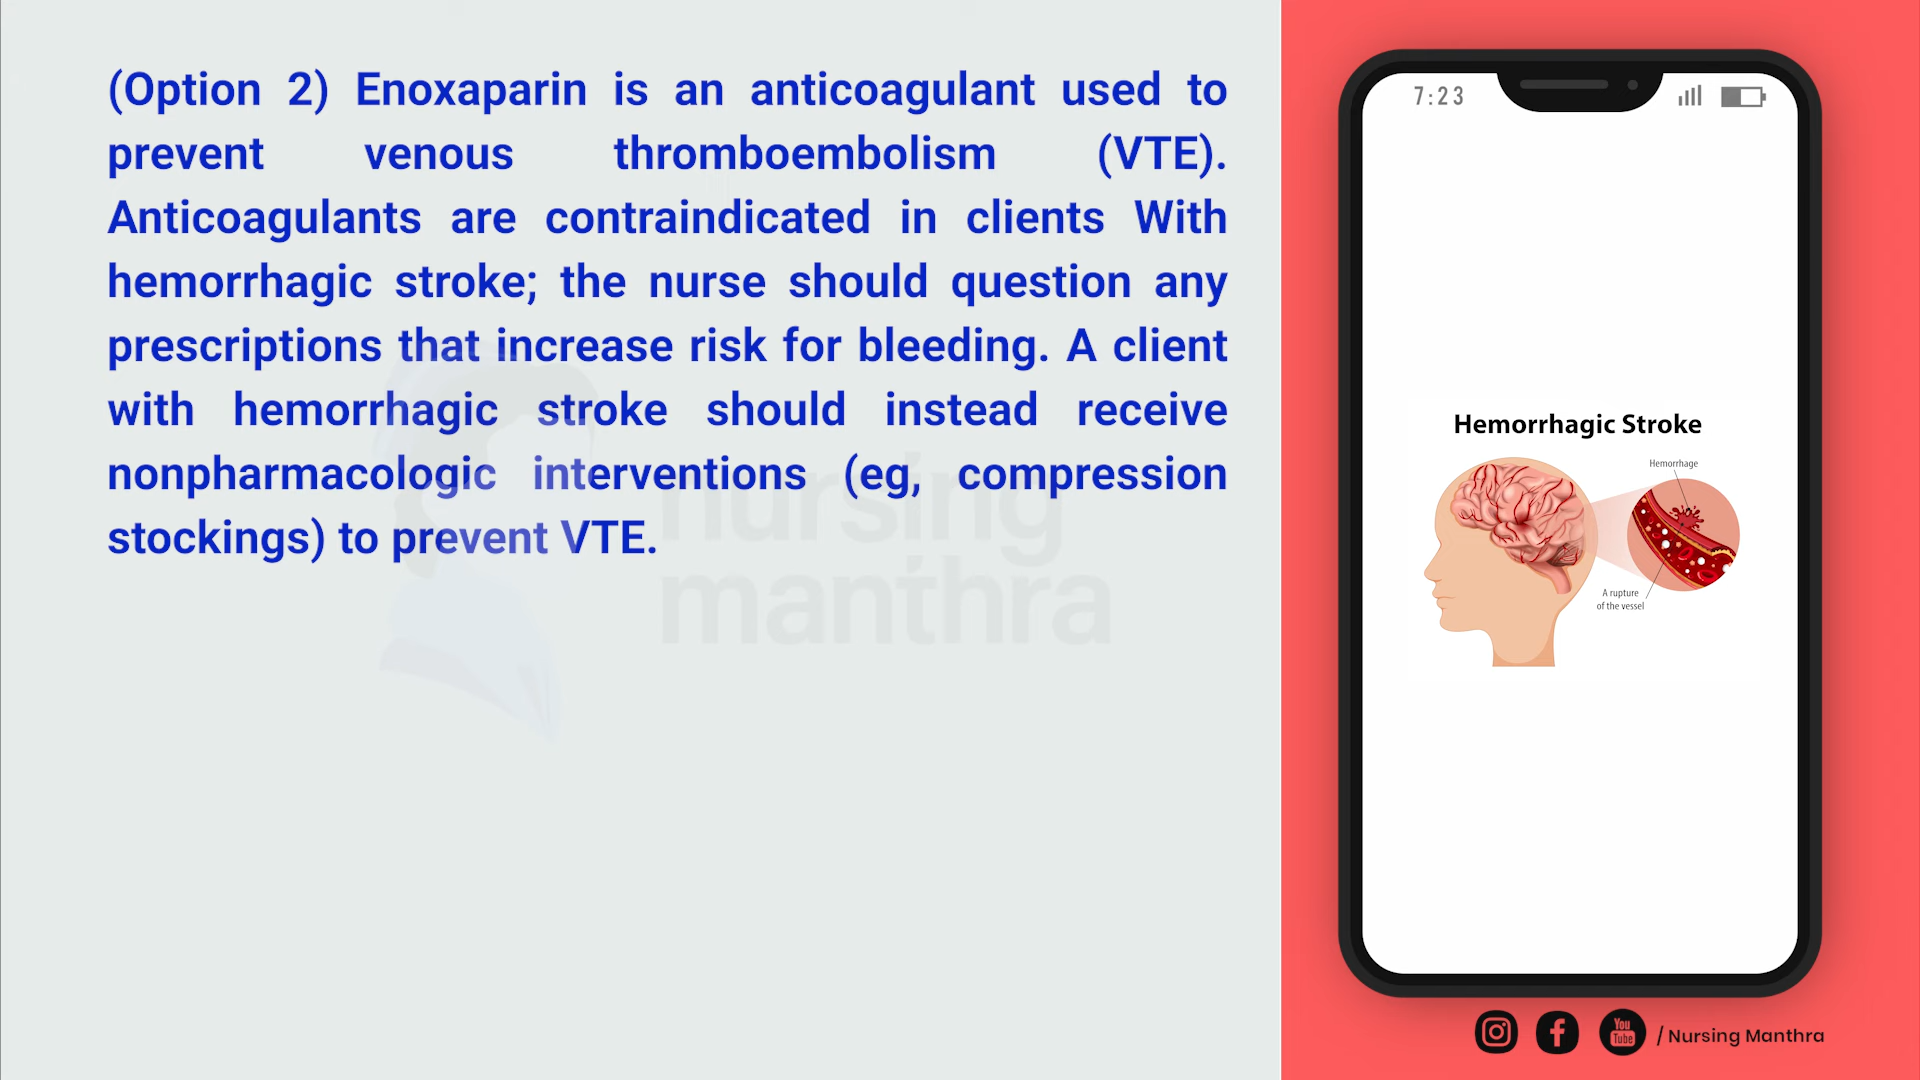 (Option 2) Enoxaparin is an anticoagulant used to
prevent venous thromboembolism (VTE).
Anticoagulants are contraindicated in clients With
hemorrhagic stroke; the nurse should question any
prescriptions that increase risk for bleeding. A client
with hemorrhagic stroke should instead receive
nonpharmacologic interventions (eg, compression
stockings) to prevent VTE.
nursing
manthra
7:23
Hemorrhagic Stroke
Hemorrhage
A rupture
of the vessel
You
Tube
/ Nursing Manthra